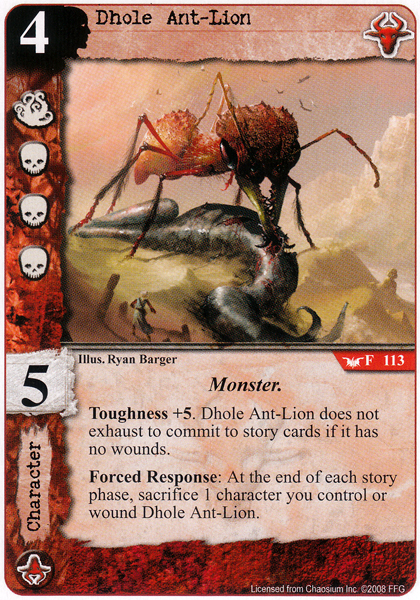 4
Dhole Ant-Lion
Illus. Ryan Barger
F 113
5
Monster.
Toughness +5. Dhole Ant-Lion does not
exhaust to commit to story cards if it has
no wounds.
Forced Response: At the end of each story
phase, sacrifice 1 character you control or
wound Dhole Ant-Lion.
Character
Licensed from Chaosium Inc. ©2008 FFG